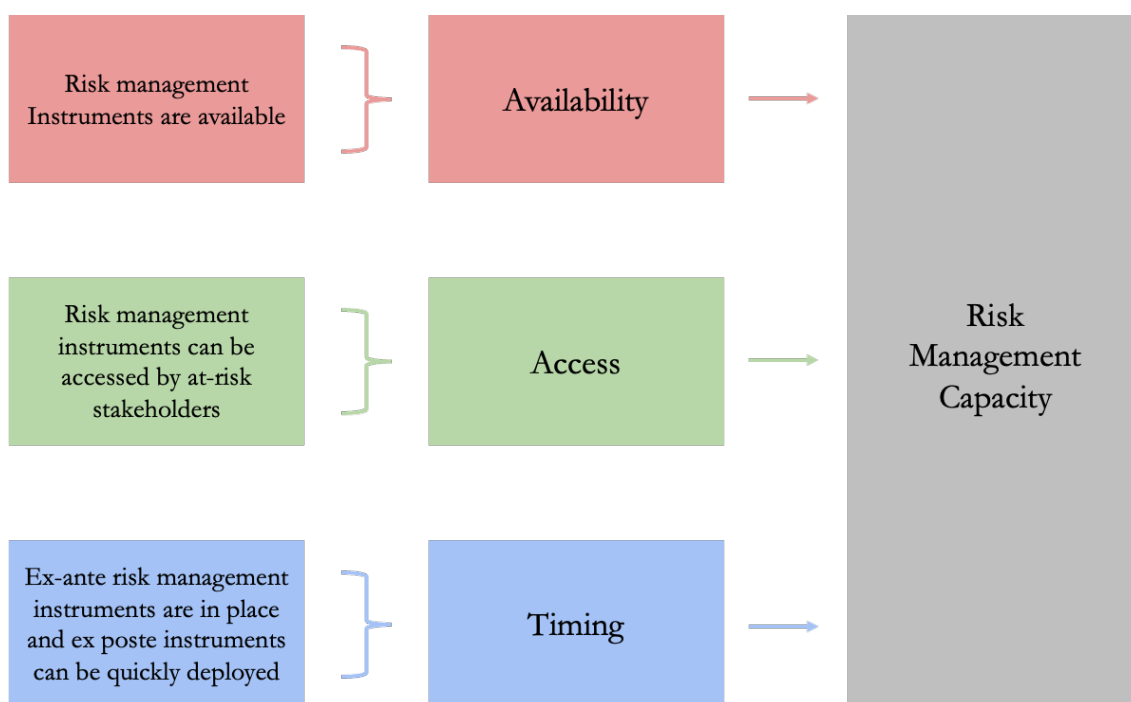 Risk management
Instruments are available
Availability
Risk management
instruments can be
accessed by at-risk
stakeholders
Access
Risk
Management
Capacity
Ex-ante risk management
instruments are in place
and ex poste instruments
can be quickly deployed
Timing